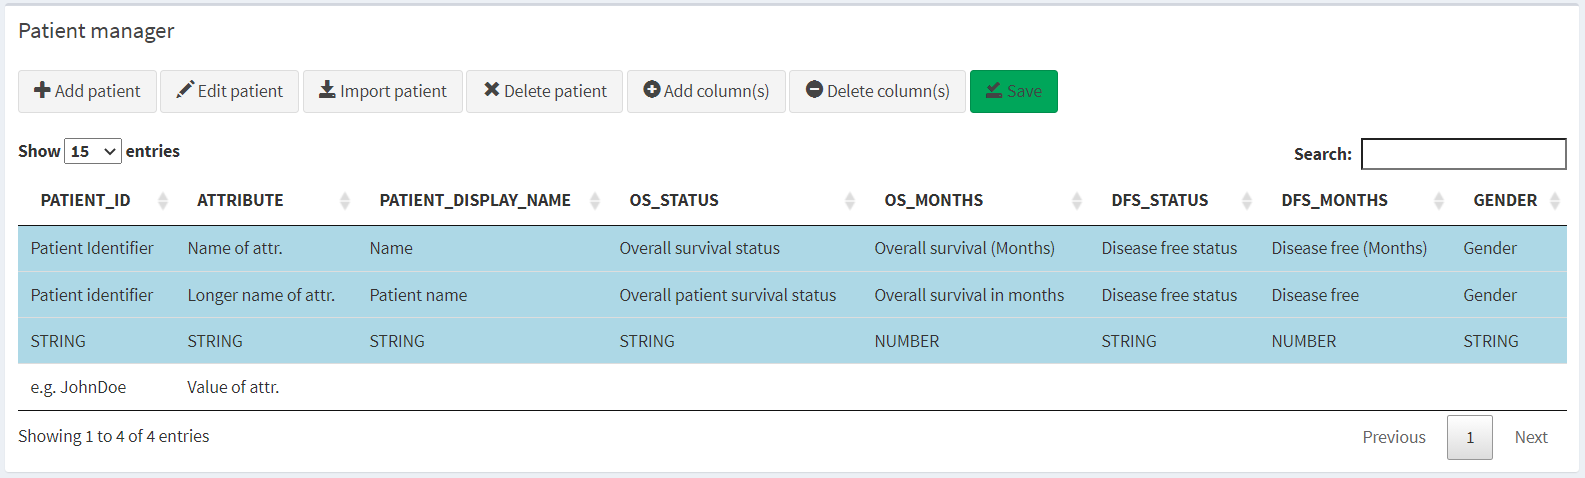 Patient manager
Add patient Edit patient Import patient Delete patient Add column(s) Delete column(s) Save
Show 15 entries Search:
PATIENT_ID ATTRIBUTE PATIENT_DISPLAY_NAME OS_STATUS OS_MONTHS DFS_STATUS DFS_MONTHS GENDER
Patient Identifier Name of attr. Name Overall survival status Overall survival (Months) Disease free status Disease free (Months) Gender
Patient identifier Longer name of attr. Patient name Overall patient survival status Overall survival in months Disease free status Disease free Gender
STRING STRING STRING STRING NUMBER STRING NUMBER STRING
e.g. JohnDoe Value of attr.
Showing 1 to 4 of 4 entries Previous 1 Next